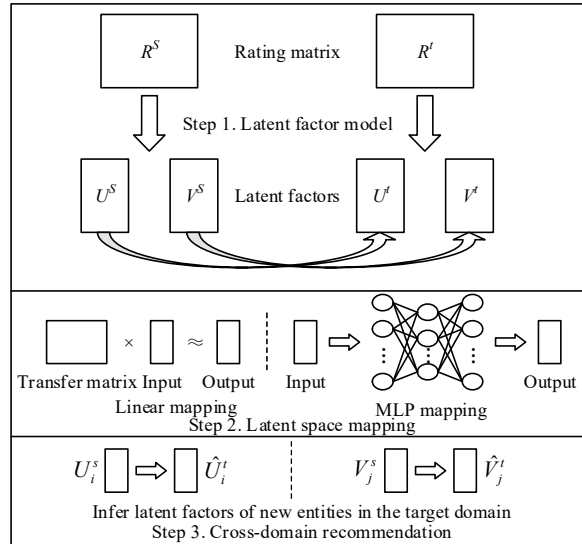 R^S Rating matrix R^t
Step 1. Latent factor model
U^S V^S Latent factors U^t V^t
× ≈
Transfer matrix Input Output Input Output
Linear mapping MLP mapping
Step 2. Latent space mapping
U_i^s Û_i^t V_j^s V̂_j^t
Infer latent factors of new entities in the target domain
Step 3. Cross-domain recommendation